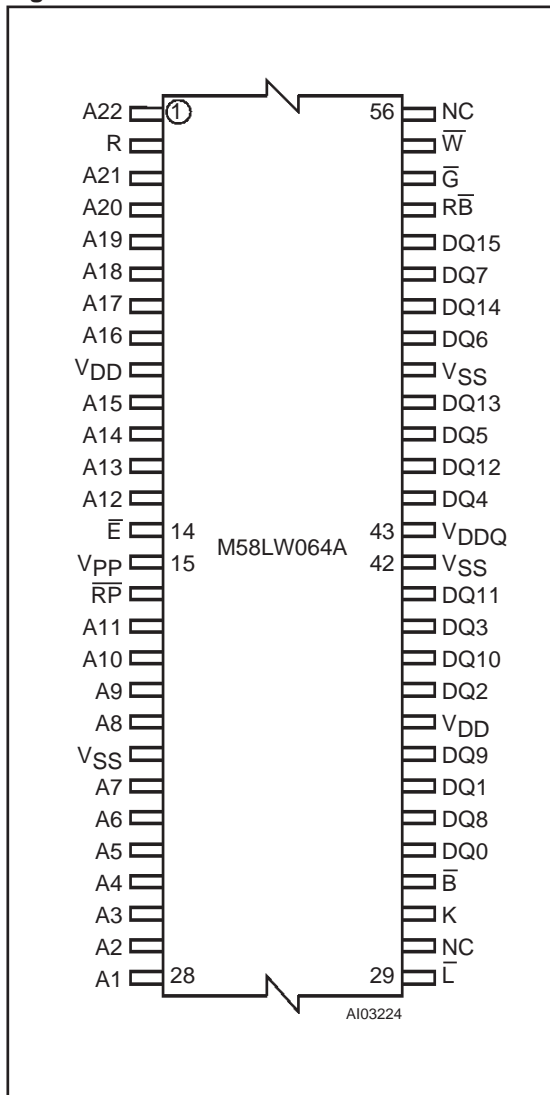 A22 1 56 NC
R W̅
A21 G̅
A20 RB̅
A19 DQ15
A18 DQ7
A17 DQ14
A16 DQ6
VDD VSS
A15 DQ13
A14 DQ5
A13 DQ12
A12 DQ4
E̅ 14 43 VDDQ
M58LW064A
VPP 15 42 VSS
R̅P̅ DQ11
A11 DQ3
A10 DQ10
A9 DQ2
A8 VDD
VSS DQ9
A7 DQ1
A6 DQ8
A5 DQ0
A4 B̅
A3 K
A2 NC
A1 28 29 L̅
AI03224